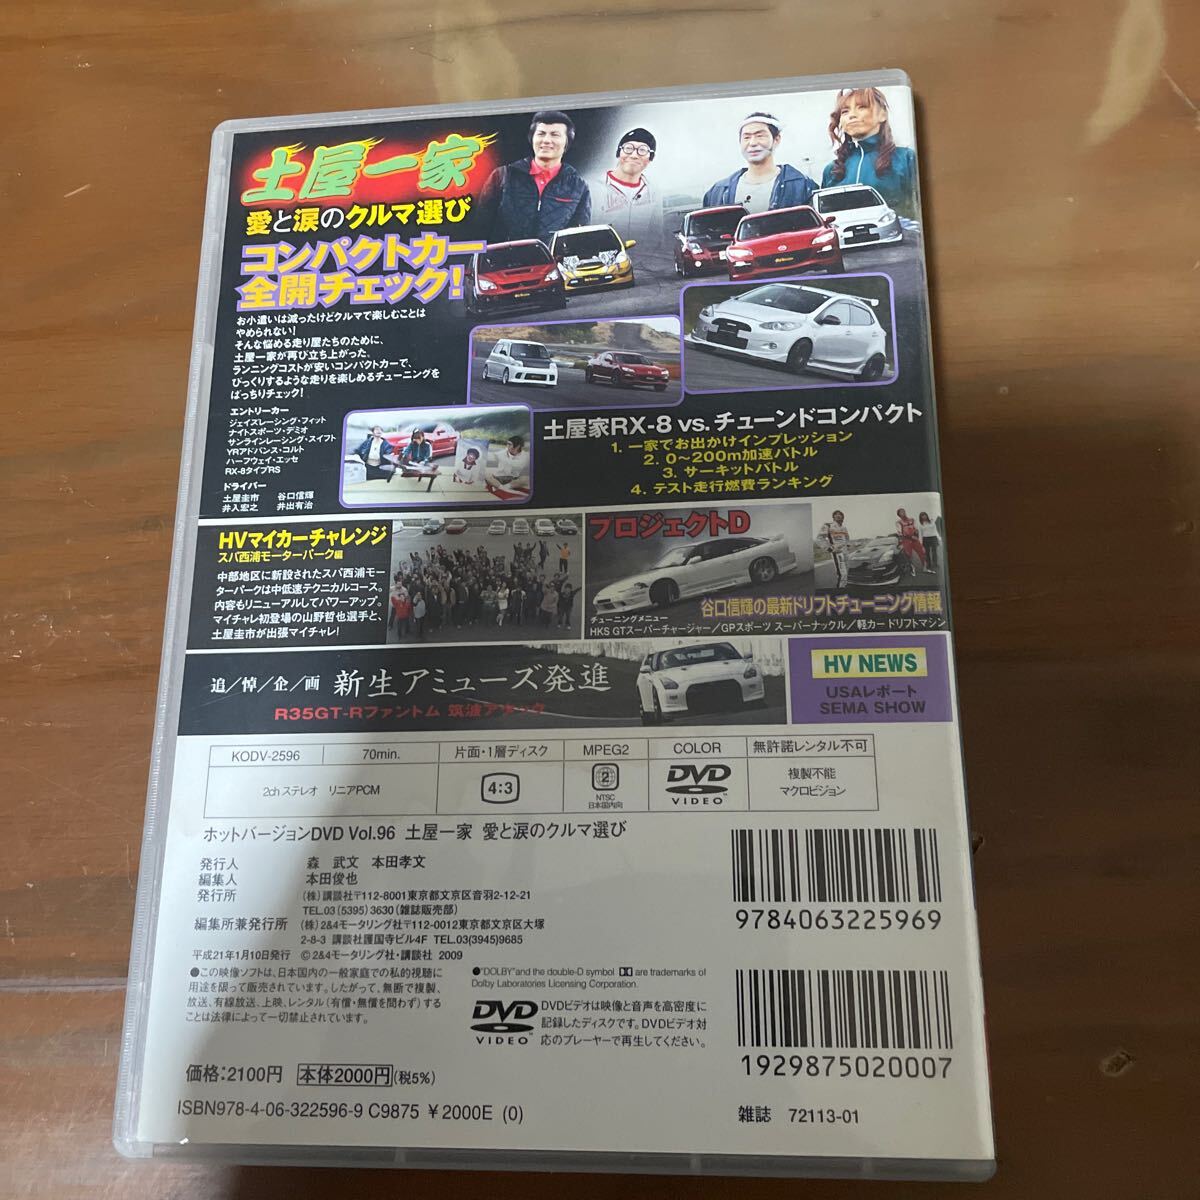 土屋一家
愛と涙のクルマ選び
コンパクトカー
全開チェック!
お小遣いは減ったけどクルマで楽しむことは
やめられない!
そんな悩める走り屋たちのために、
土屋一家が再び立ち上がった。
ランニングコストが安いコンパクトカーで、
びっくりするような走りを楽しめるチューニングを
ばっちりチェック!
エントリーカー
ジェイズレーシング・フィット
ナイトスポーツ・デミオ
サンラインレーシング・スイフト
YRアドバンス・コルト
ハーフウェイ・エッセ
RX-8タイプRS
ドライバー
土屋圭市 谷口信輝
井入宏之 井出有治
土屋家RX-8 vs. チューンドコンパクト
1. 一家でお出かけインプレッション
2. 0〜200m加速バトル
3. サーキットバトル
4. テスト走行燃費ランキング
HVマイカーチャレンジ
スパ西浦モーターパーク編
中部地区に新設されたスパ西浦モー
ターパークは中低速テクニカルコース。
内容もリニューアルしてパワーアップ。
マイチャレ初登場の山野哲也選手と、
土屋圭市が出張マイチャレ!
プロジェクトD
谷口信輝の最新ドリフトチューニング情報
チューニングメニュー
HKS GTスーパーチャージャー/GPスポーツ スーパーナックル/軽カードリフトマシン
追/悼/企/画 新生アミューズ発進
R35GT-Rファントム 筑波アタック
HV NEWS
USAレポート
SEMA SHOW
KODV-2596 70min. 片面・1層ディスク MPEG2 COLOR 無許諾レンタル不可
2ch ステレオ リニアPCM 4:3 2 NTSC 日本国内向 DVD VIDEO 複製不能 マクロビジョン
ホットバージョンDVD Vol.96 土屋一家 愛と涙のクルマ選び
発行人 森 武文 本田孝文
編集人 本田俊也
発行所 (株)講談社〒112-8001東京都文京区音羽2-12-21
TEL.03(5395)3630(雑誌販売部)
編集所兼発行所 (株)2&4モータリング社〒112-0012東京都文京区大塚
2-8-3 講談社護国寺ビル4F TEL.03(3945)9685
平成21年1月10日発行 ©2&4モータリング社・講談社 2009
●この映像ソフトは、日本国内の一般家庭での私的視聴に
用途を限って販売されています。したがって、無断で複製、
放送、有線放送、上映、レンタル(有償・無償を問わず)する
ことは法律によって一切禁止されています。
●"DOLBY"and the double-D symbol are trademarks of
Dolby Laboratories Licensing Corporation.
DVD VIDEO
DVDビデオは映像と音声を高密度に
記録したディスクです。DVDビデオ対
応のプレーヤーで再生してください。
9784063225969
1929875020007
価格:2100円 本体2000円(税5%)
ISBN978-4-06-322596-9 C9875 ¥2000E (0)
雑誌 72113-01